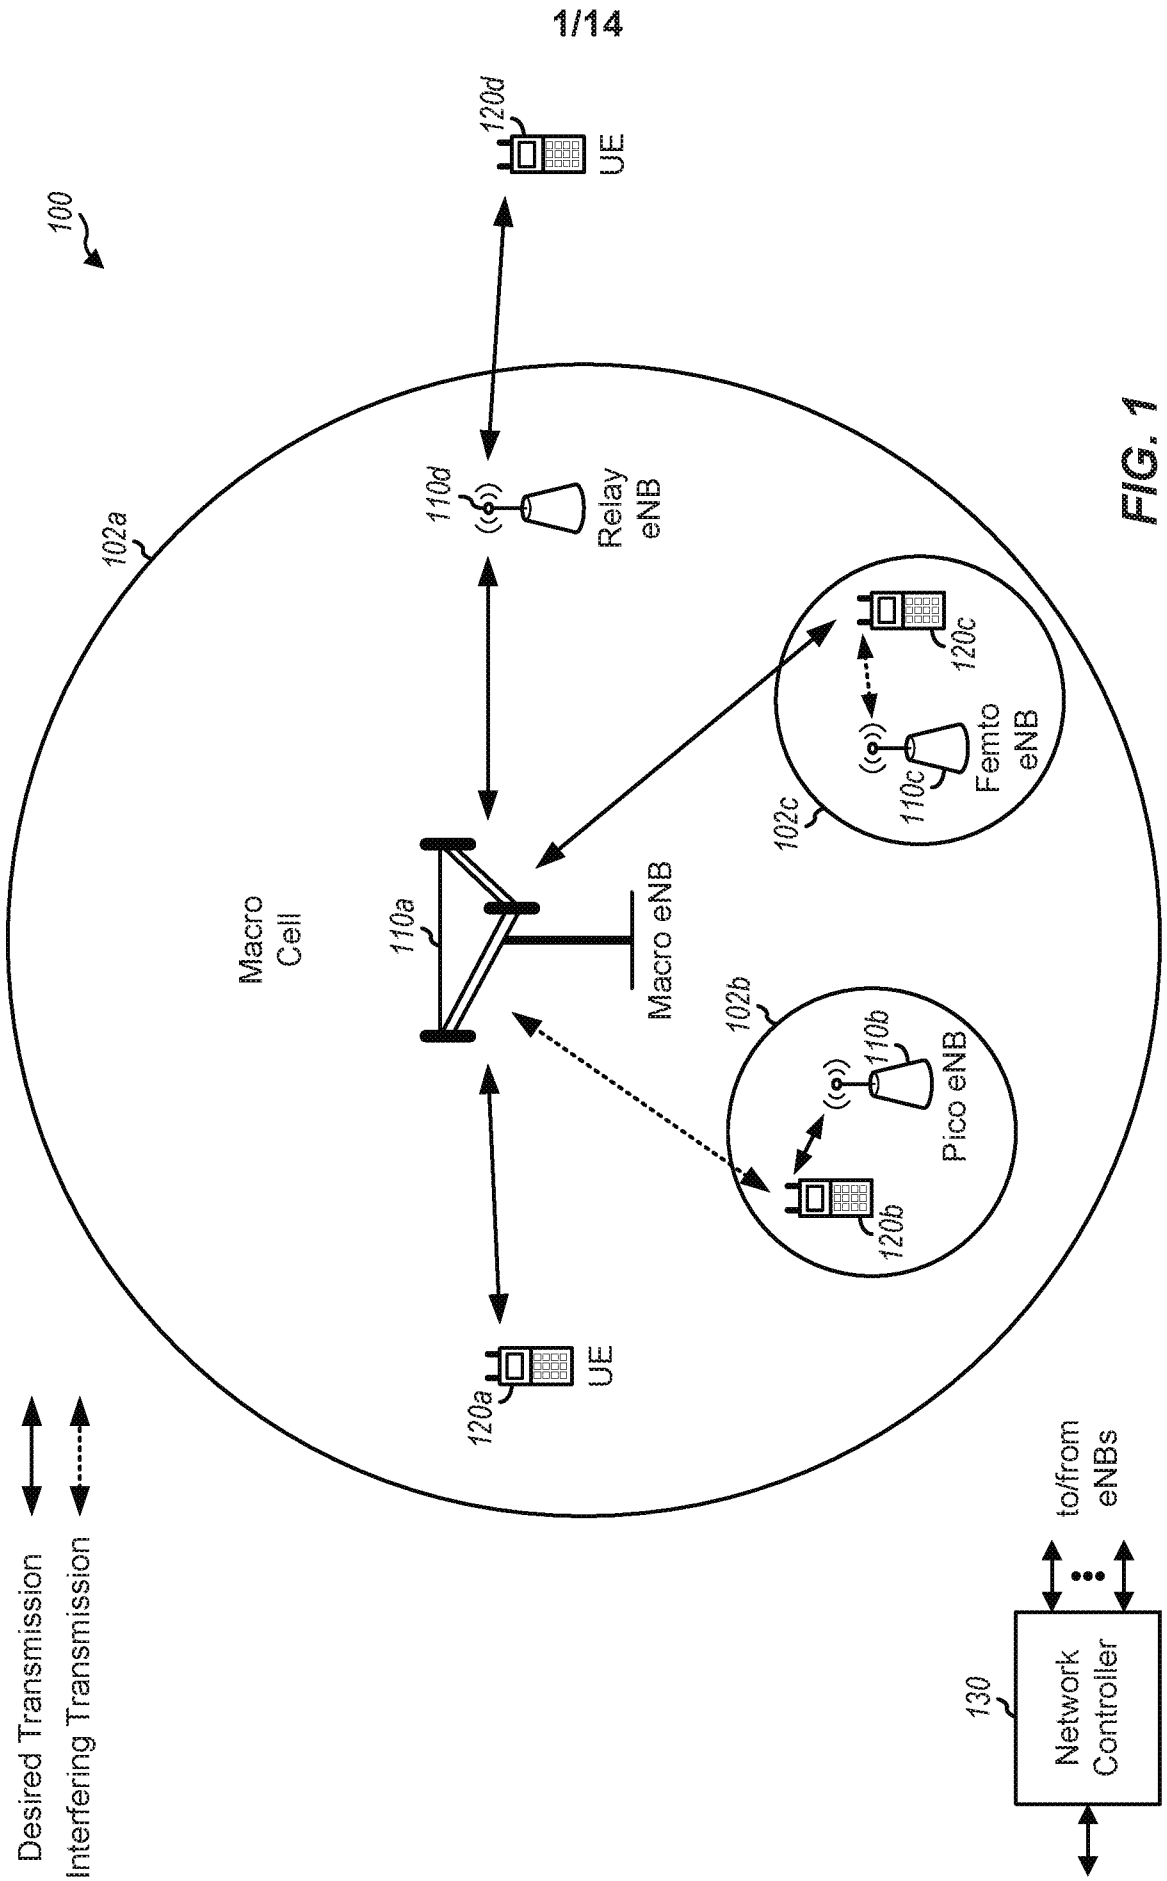 1/14
Desired Transmission
Interfering Transmission
100
102a
Macro
Cell
110a
120a
UE
110d
Relay
eNB
120d
UE
Macro eNB
102b
110b
Pico eNB
120b
102c
110c
Femto
eNB
120c
130
Network
Controller
to/from
eNBs
FIG. 1